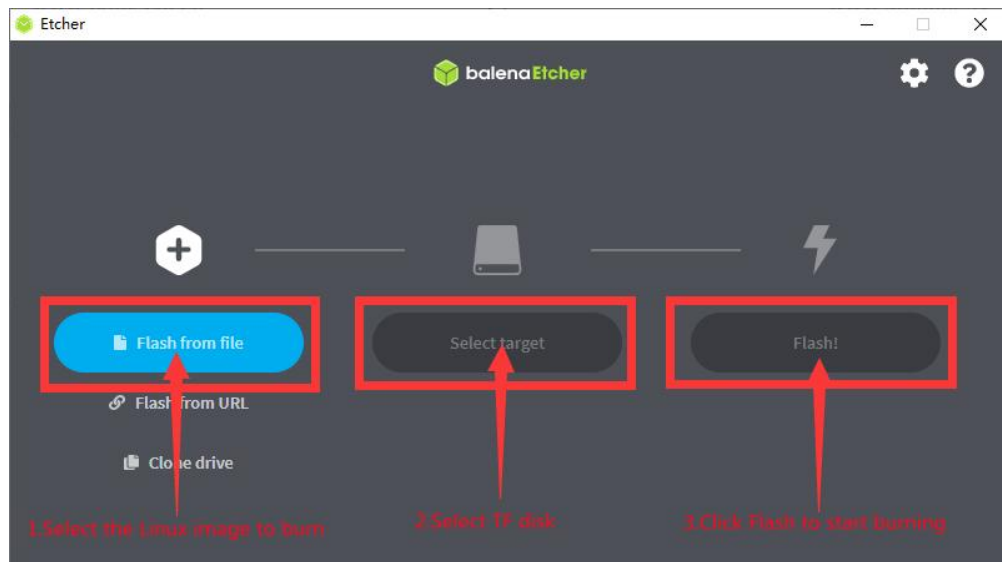 Etcher
balenaEtcher
Flash from file
Select target
Flash!
Flash from URL
Clone drive
1.Select the Linux image to burn
2.Select TF disk
3.Click Flash to start burning